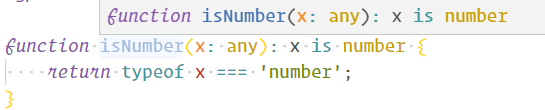 function isNumber(x: any): x is number
function isNumber(x: any): x is number {
    return typeof x === 'number';
}